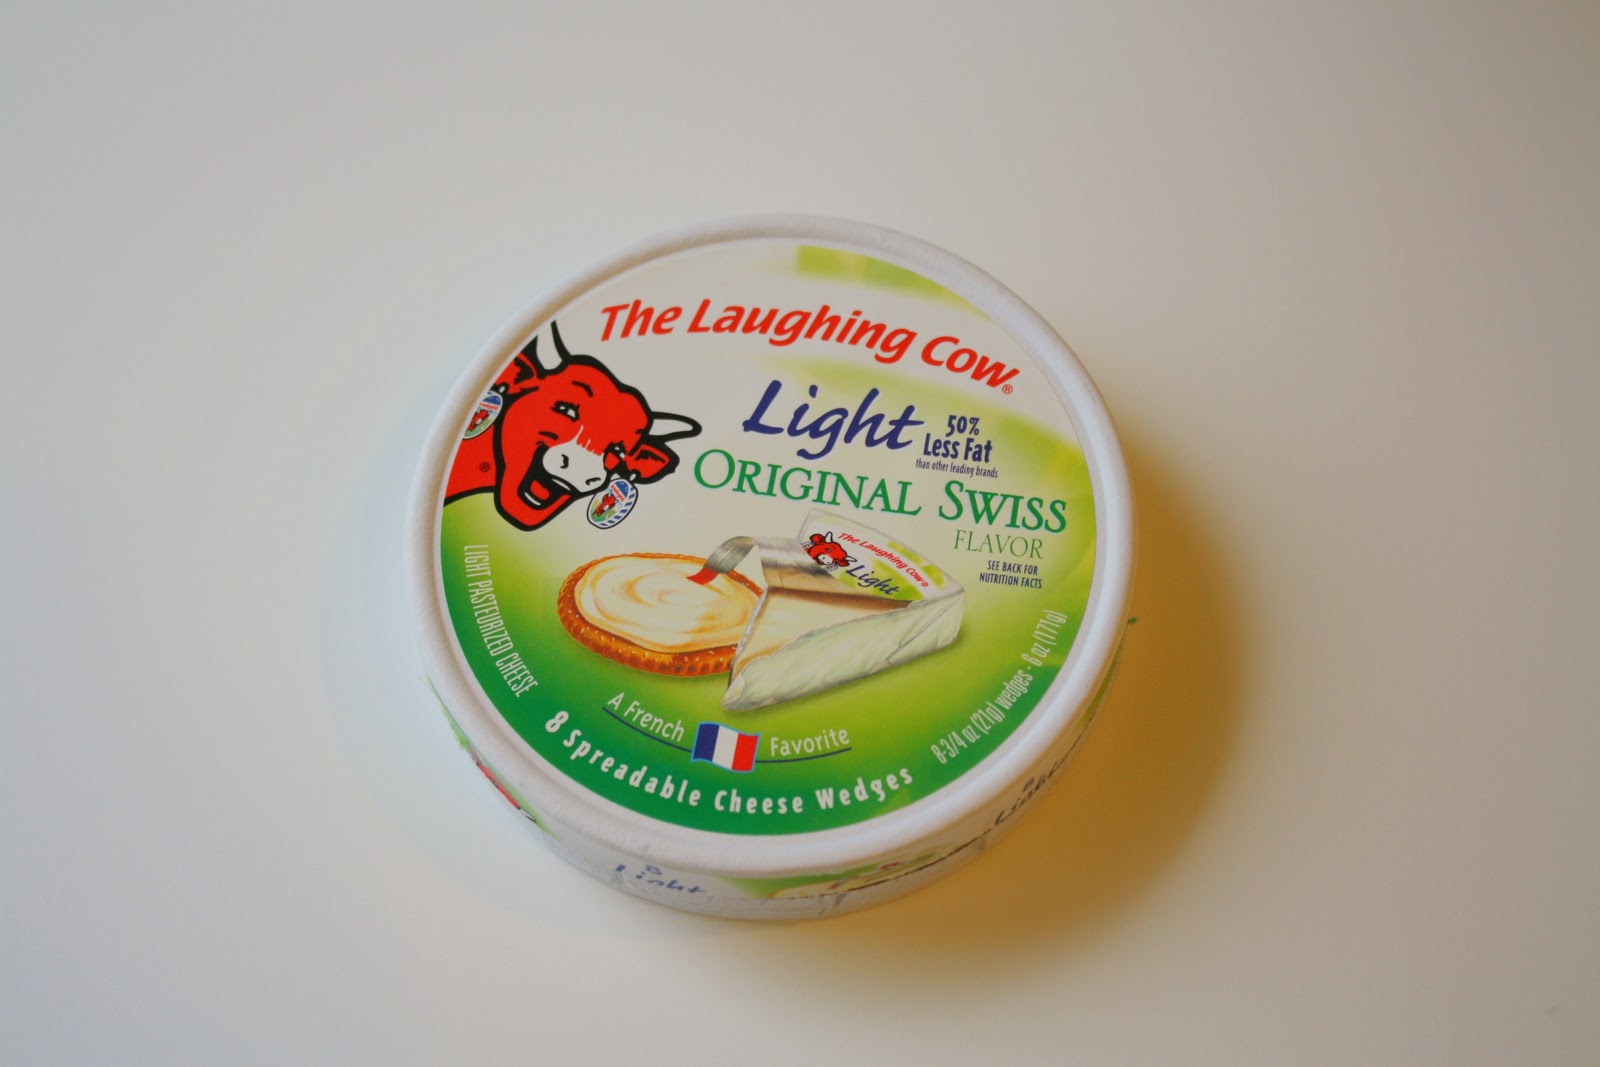 The Laughing Cow®
Light
50%
Less Fat
than other leading brands
ORIGINAL SWISS
FLAVOR
SEE BACK FOR
NUTRITION FACTS
®
The Laughing Cow®
Light
LIGHT PASTEURIZED CHEESE
A French Favorite
8 Spreadable Cheese Wedges
8-3/4 oz (21g) wedges - 6 oz (171g)
Light
Light